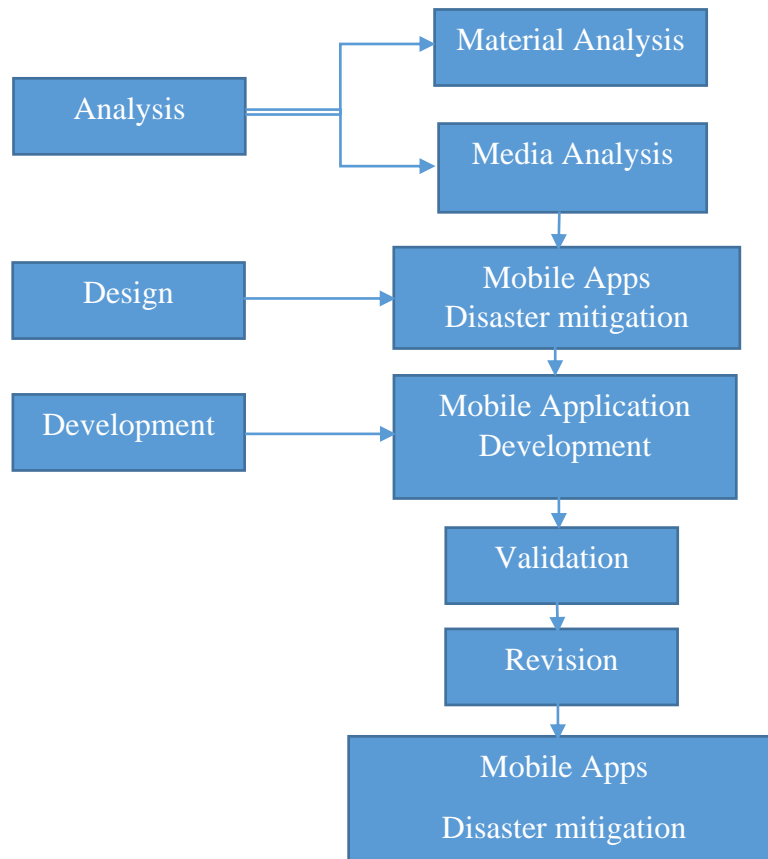 Material Analysis
Analysis
Media Analysis
Design
Mobile Apps
Disaster mitigation
Development
Mobile Application
Development
Validation
Revision
Mobile Apps
Disaster mitigation